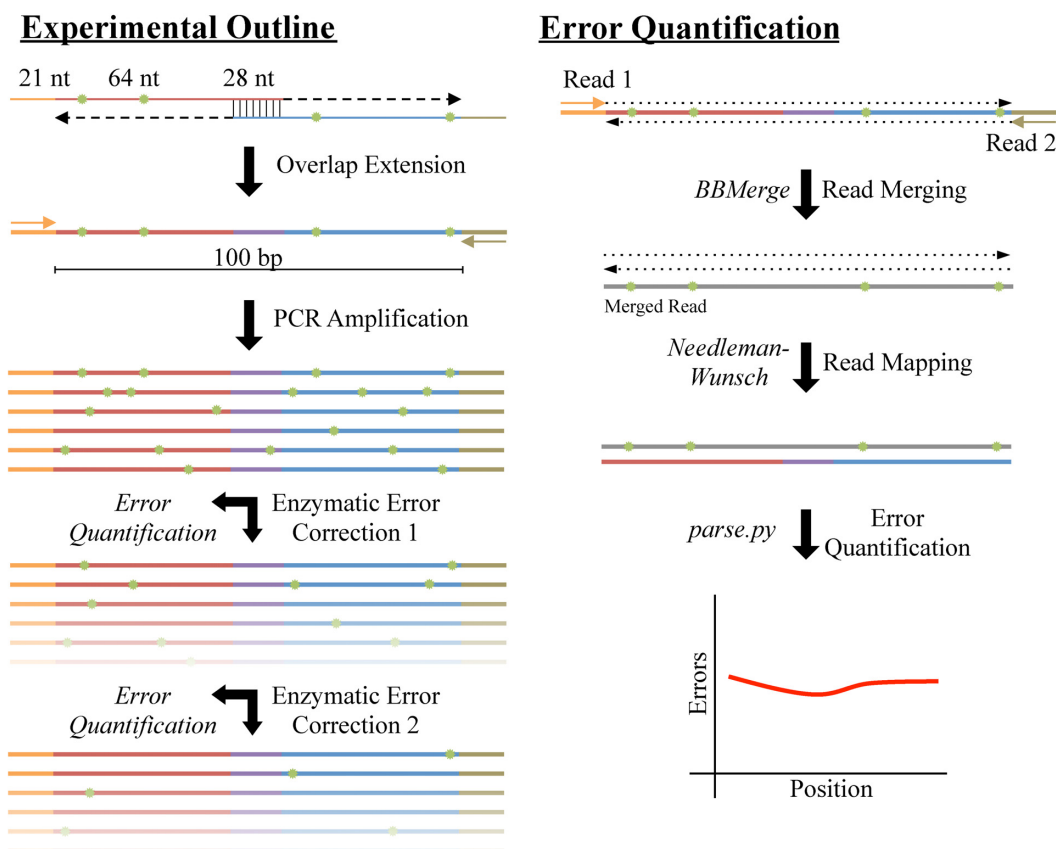 Experimental Outline
21 nt 64 nt 28 nt
Overlap Extension
100 bp
PCR Amplification
Error
Quantification
Enzymatic Error
Correction 1
Error
Quantification
Enzymatic Error
Correction 2
Error Quantification
Read 1
Read 2
BBMerge
Read Merging
Merged Read
Needleman-
Wunsch
Read Mapping
parse.py
Error
Quantification
Errors
Position